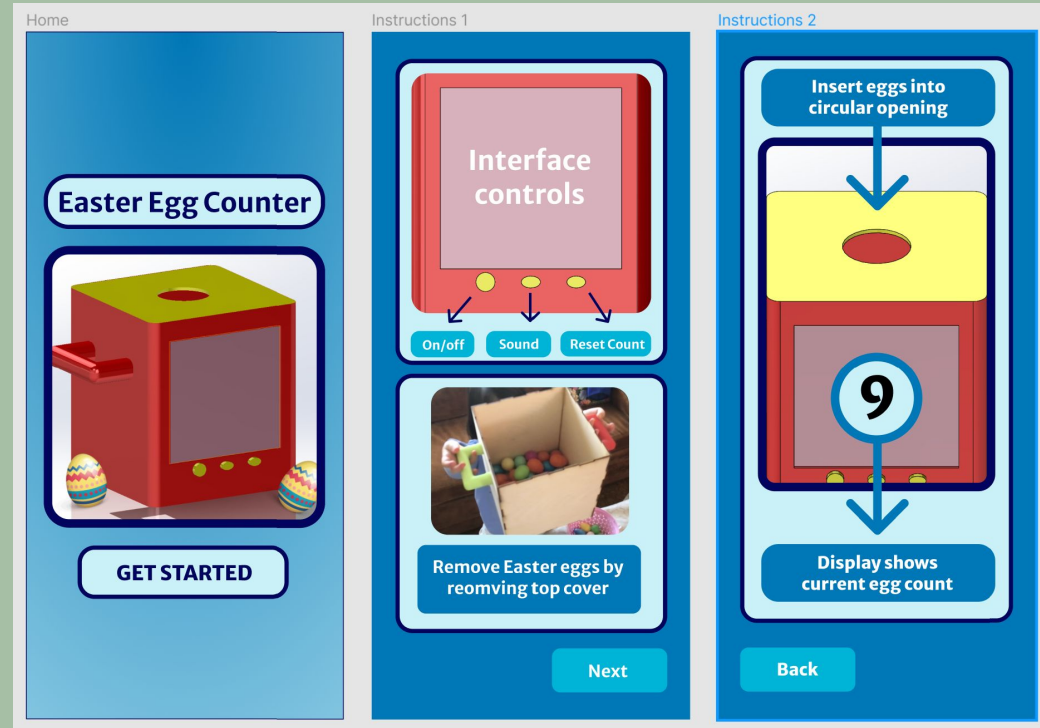 Home
Easter Egg Counter
GET STARTED
Instructions 1
Interface
controls
On/off
Sound
Reset Count
Remove Easter eggs by
reomving top cover
Next
Instructions 2
Insert eggs into
circular opening
9
Display shows
current egg count
Back